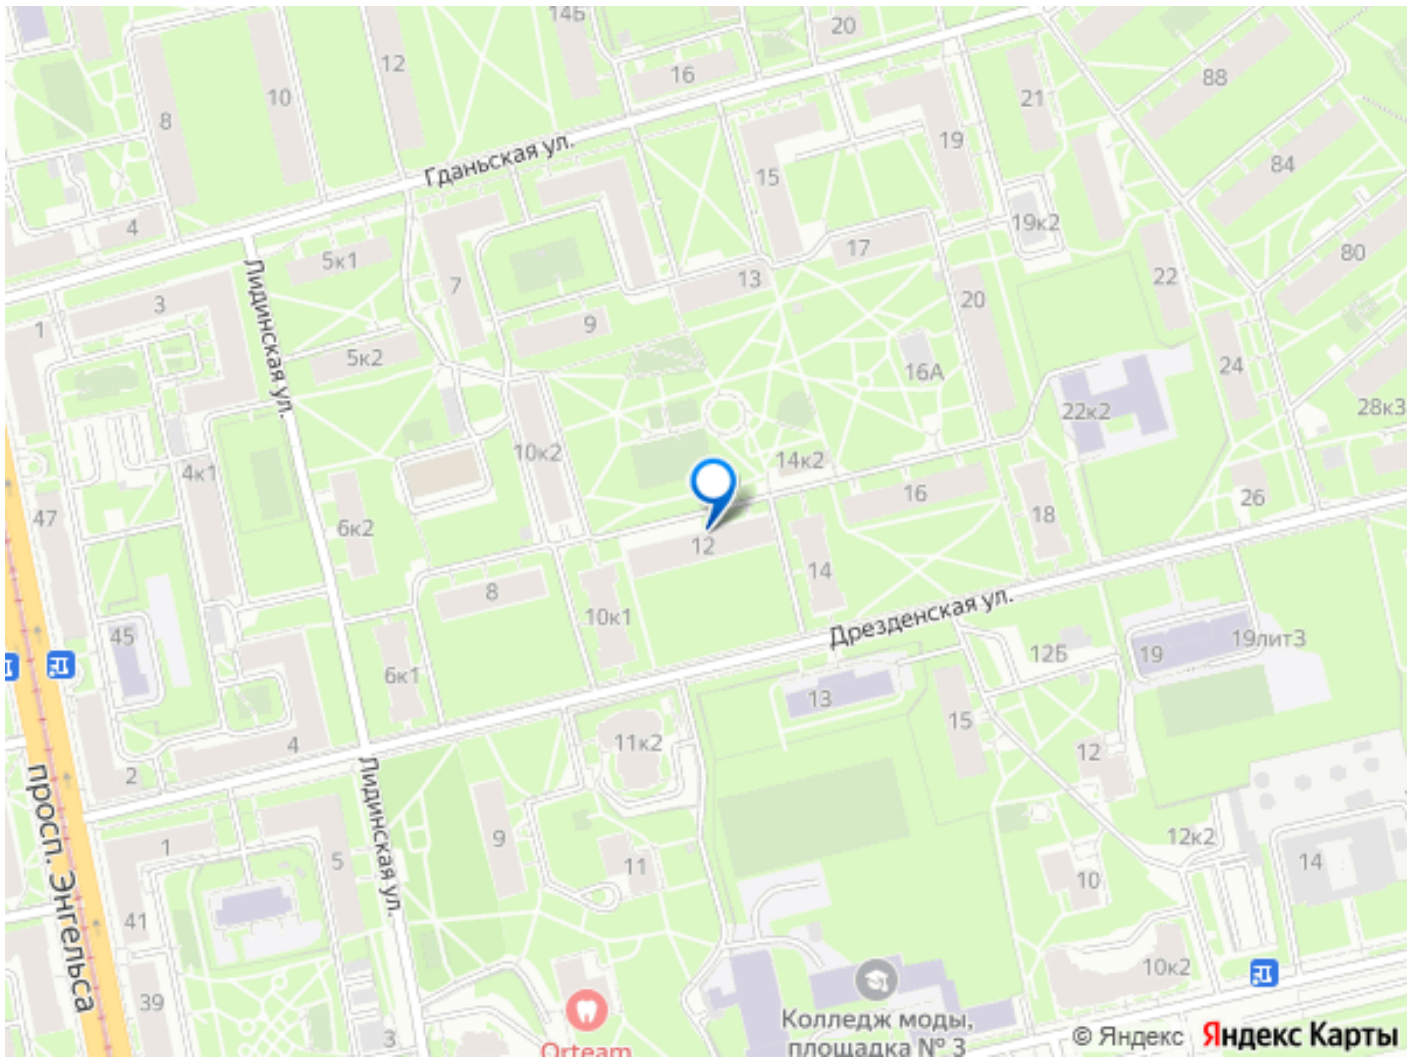 14Б
20
12
16
88
10
8
21
19
84
Гданьская ул.
15
4
19к2
17
80
5к1
7
13
22
20
3
1
9
5к2
16А
24
Лидинская ул.
22к2
28к3
10к2
14к2
4к1
16
26
47
6к2
18
12
14
8
10к1
Дрезденская ул.
45
12Б
19
19лит3
6к1
13
15
11к2
4
12
2
просп. Энгельса
Лидинская ул.
12к2
1
5
9
11
14
10
41
10к2
39
Колледж моды,
площадка № 3
3
Orteam
© Яндекс Яндекс Карты